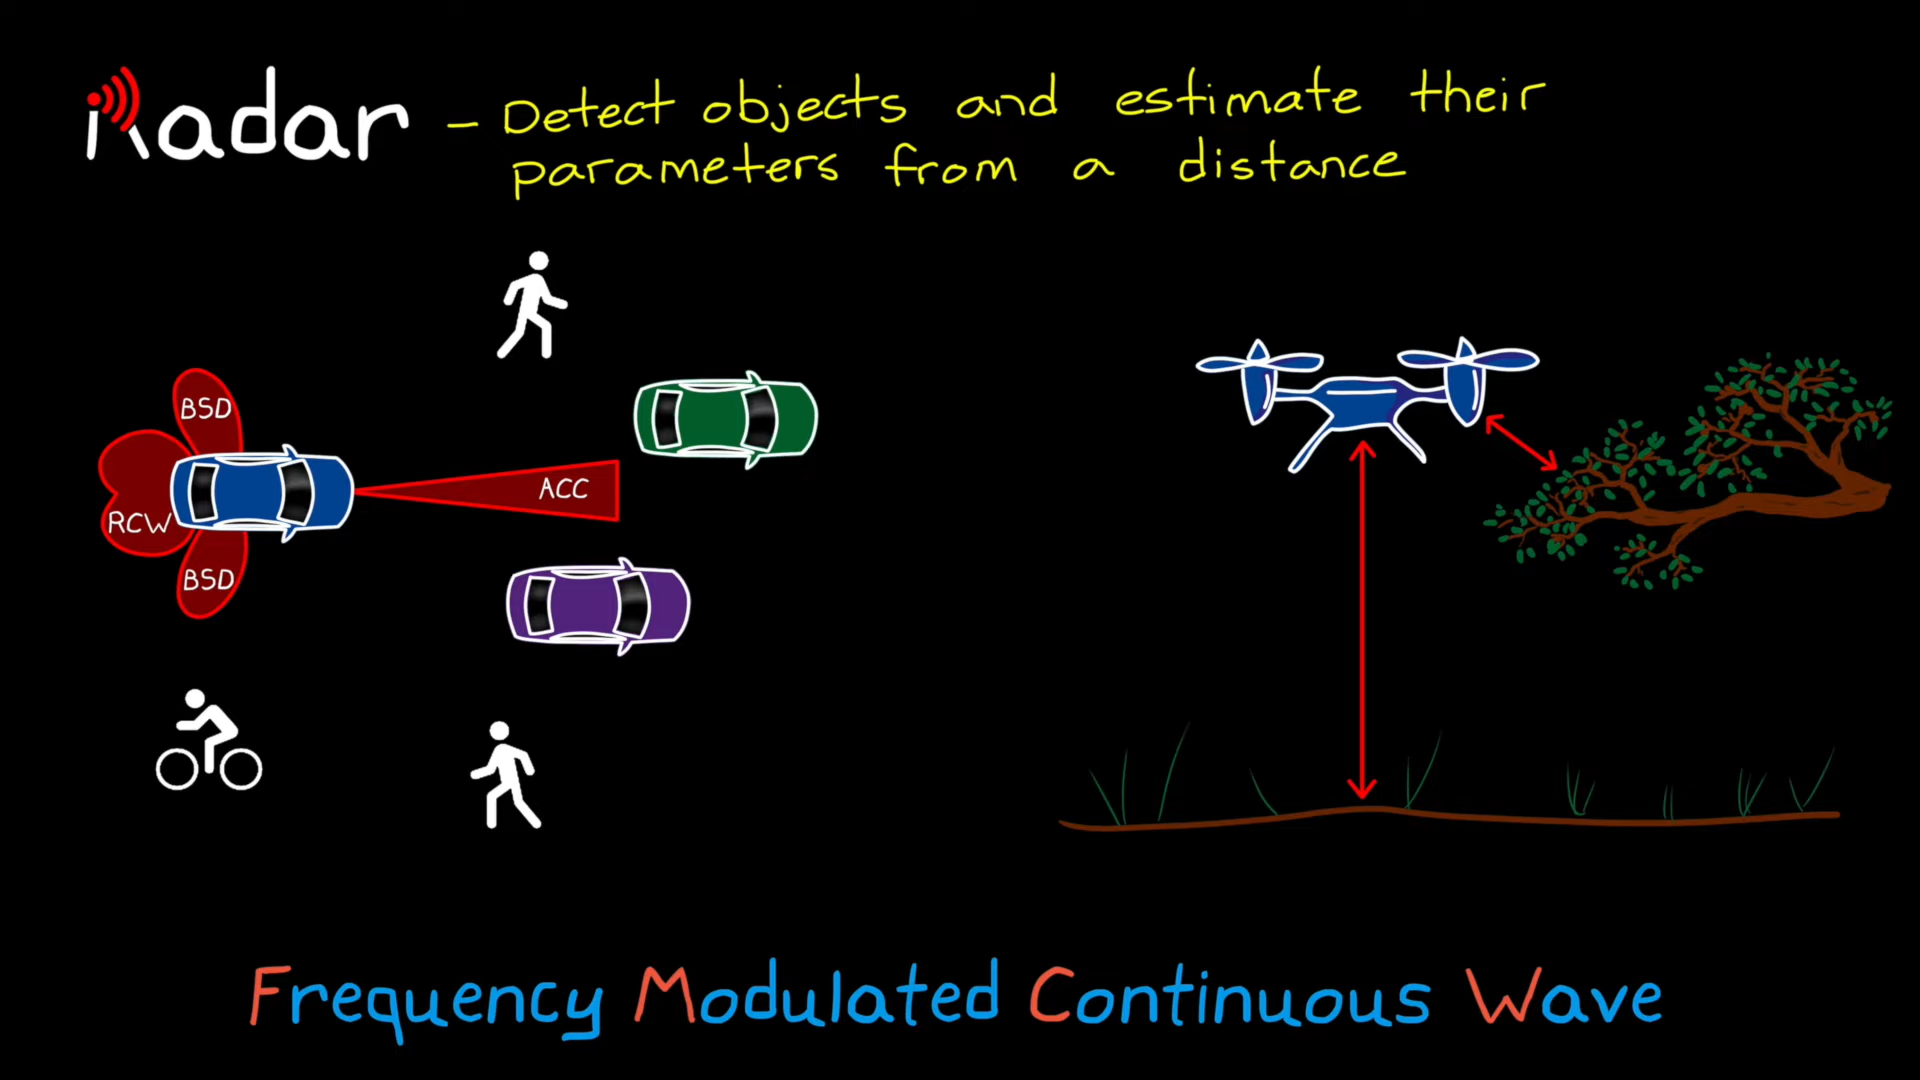 Radar - Detect objects and estimate their
parameters from a distance
BSD
ACC
RCW
BSD
Frequency Modulated Continuous Wave